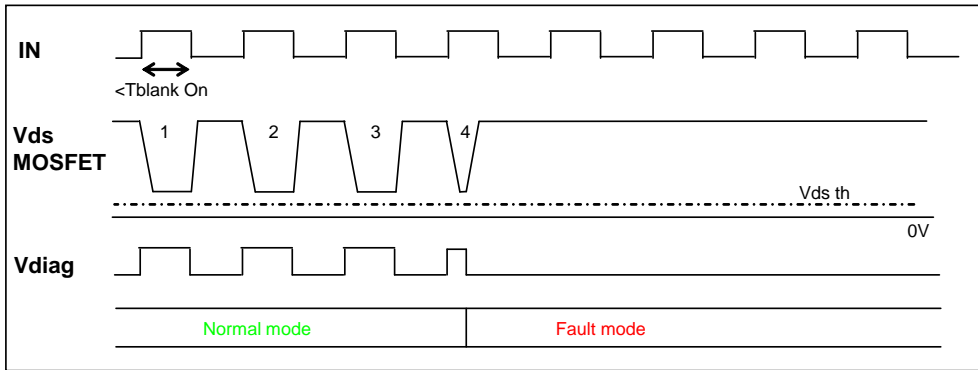 IN
<Tblank On
Vds
MOSFET
1
2
3
4
Vds th
0V
Vdiag
Normal mode
Fault mode